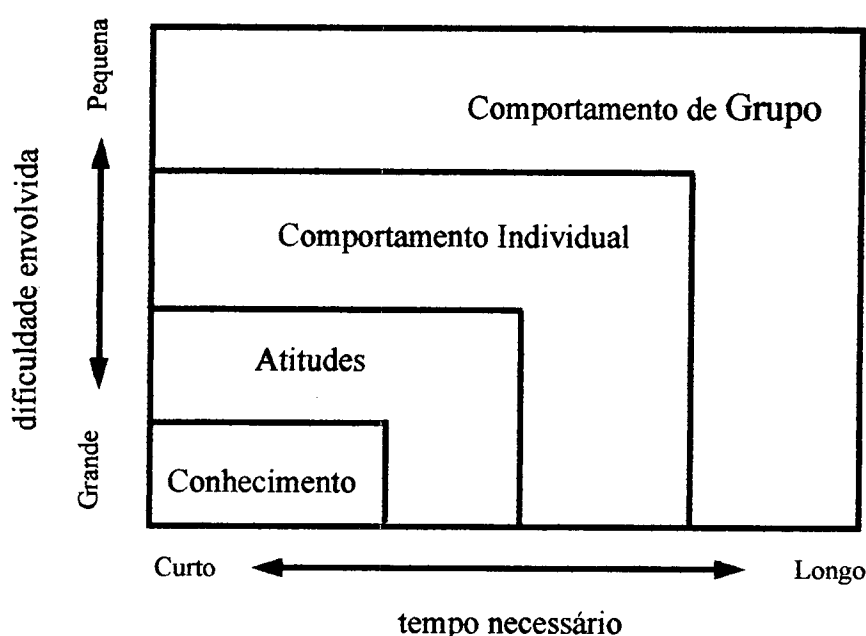 Pequena
Comportamento de Grupo
dificuldade envolvida
Comportamento Individual
Atitudes
Grande
Conhecimento
Curto
Longo
tempo necessário